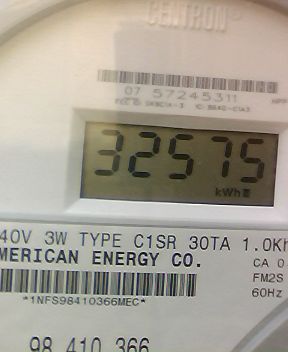 CENTRON®
07 57245311
32575
kWh
40V 3W TYPE C1SR 30TA 1.0Kh
MERICAN ENERGY CO.
CA 0
FM2S
60Hz
*1NFS98410366MEC*
98 410 366